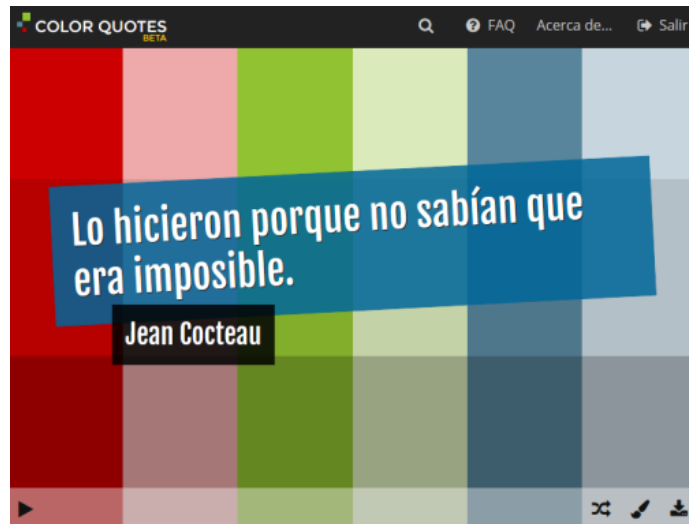 COLOR QUOTES
BETA
FAQ
Acerca de...
Salir
Lo hicieron porque no sabían que
era imposible.
Jean Cocteau